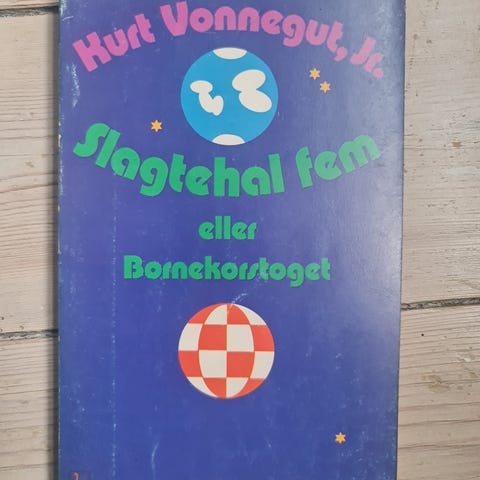 Kurt Vonnegut, Jr.
Slagtehal fem
eller
Børnekorstoget